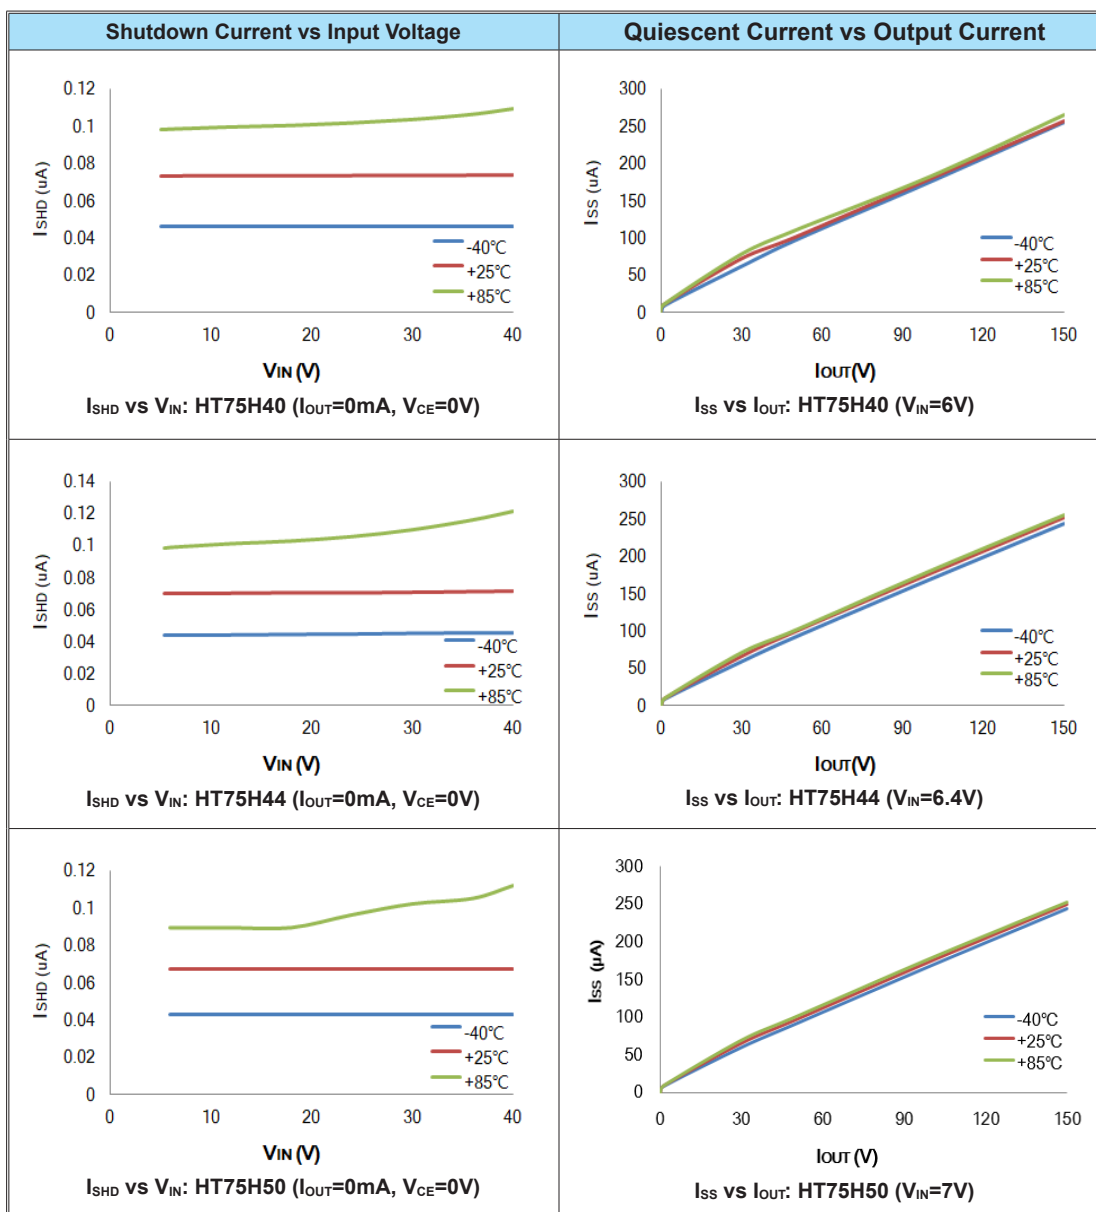 Shutdown Current vs Input Voltage
Quiescent Current vs Output Current
0.12
0.1
0.08
0.06
0.04
0.02
0
ISHD (uA)
0 10 20 30 40
-40℃
+25℃
+85℃
VIN (V)
ISHD vs VIN: HT75H40 (IOUT=0mA, VCE=0V)
300
250
200
150
100
50
0
ISS (uA)
0 30 60 90 120 150
-40℃
+25℃
+85℃
IOUT(V)
ISS vs IOUT: HT75H40 (VIN=6V)
0.14
0.12
0.1
0.08
0.06
0.04
0.02
0
ISHD (uA)
0 10 20 30 40
-40℃
+25℃
+85℃
VIN (V)
ISHD vs VIN: HT75H44 (IOUT=0mA, VCE=0V)
300
250
200
150
100
50
0
ISS (uA)
0 30 60 90 120 150
-40℃
+25℃
+85℃
IOUT(V)
ISS vs IOUT: HT75H44 (VIN=6.4V)
0.12
0.1
0.08
0.06
0.04
0.02
0
ISHD (uA)
0 10 20 30 40
-40℃
+25℃
+85℃
VIN (V)
ISHD vs VIN: HT75H50 (IOUT=0mA, VCE=0V)
300
250
200
150
100
50
0
ISS (µA)
0 30 60 90 120 150
-40℃
+25℃
+85℃
IOUT (V)
ISS vs IOUT: HT75H50 (VIN=7V)